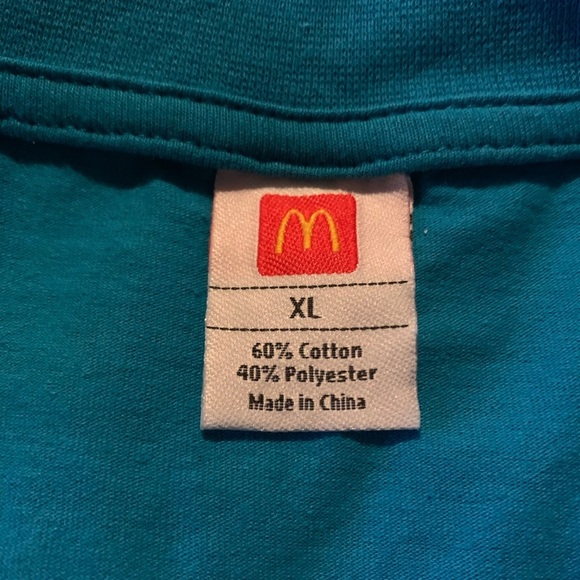 XL
60% Cotton
40% Polyester
Made in China